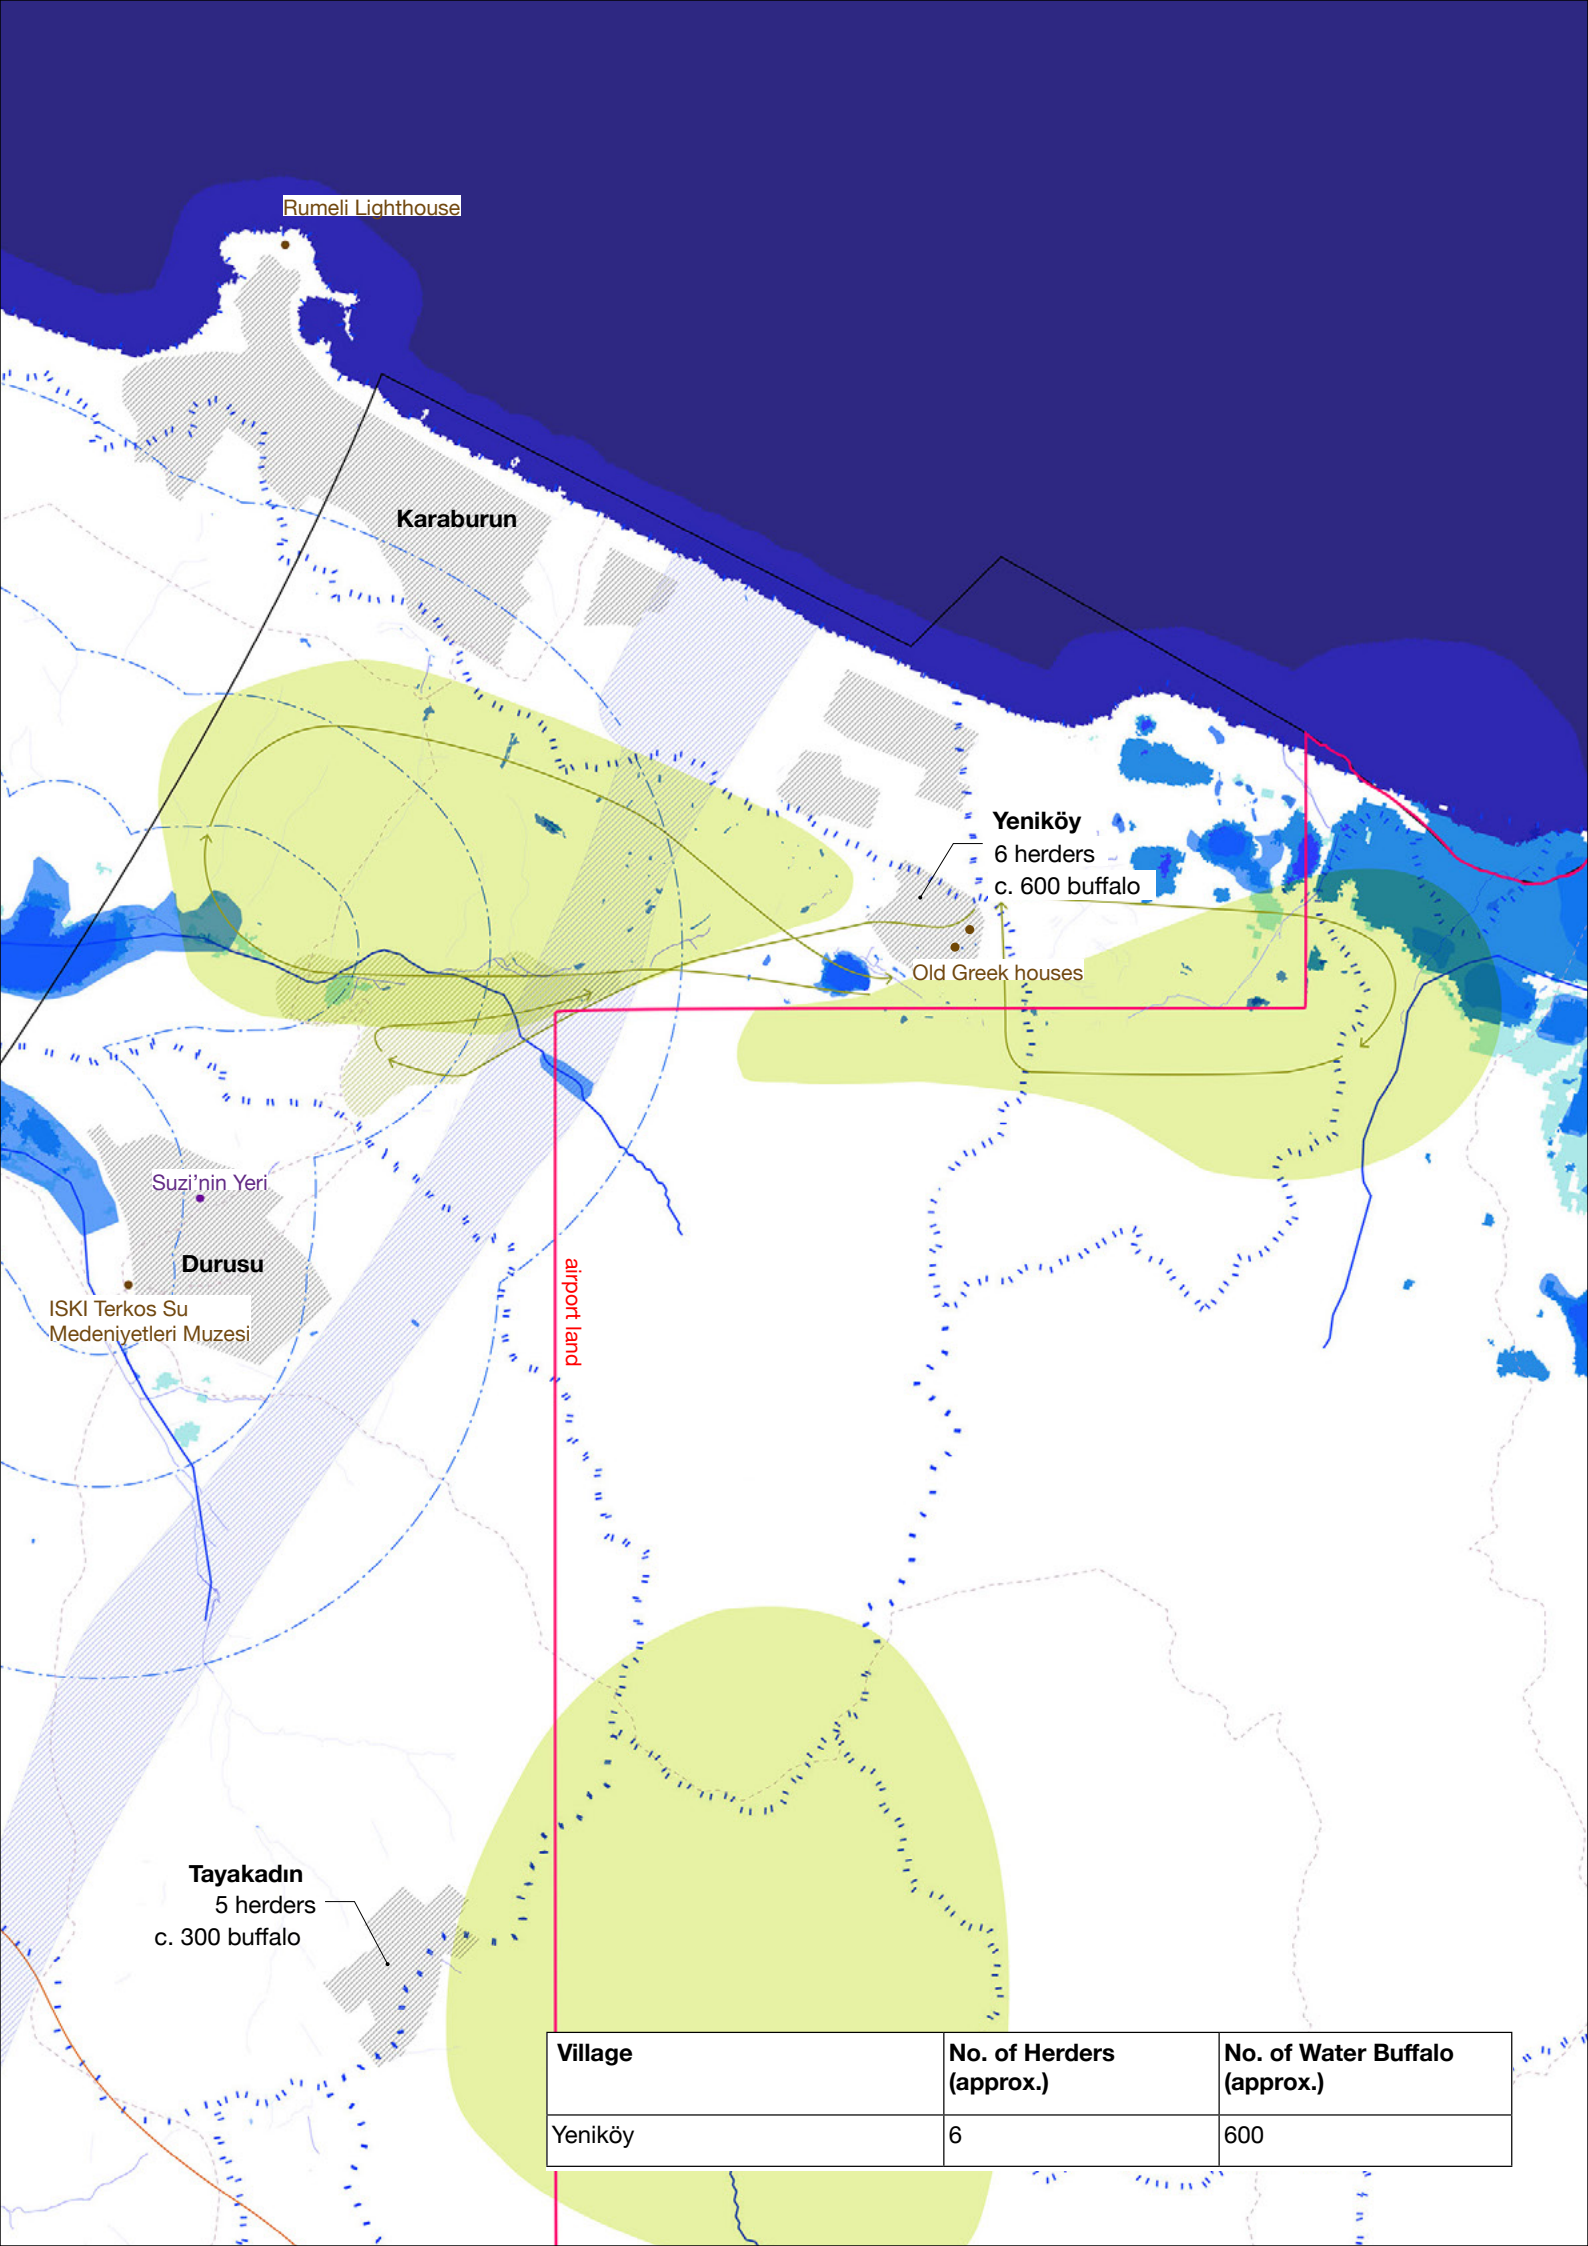 Rumeli Lighthouse
Karaburun
Yeniköy
6 herders
c. 600 buffalo
Old Greek houses
Suzi’nin Yeri
Durusu
ISKI Terkos Su
Medeniyetleri Muzesi
airport land
Tayakadın
5 herders
c. 300 buffalo
Village
No. of Herders
(approx.)
No. of Water Buffalo
(approx.)
Yeniköy
6
600